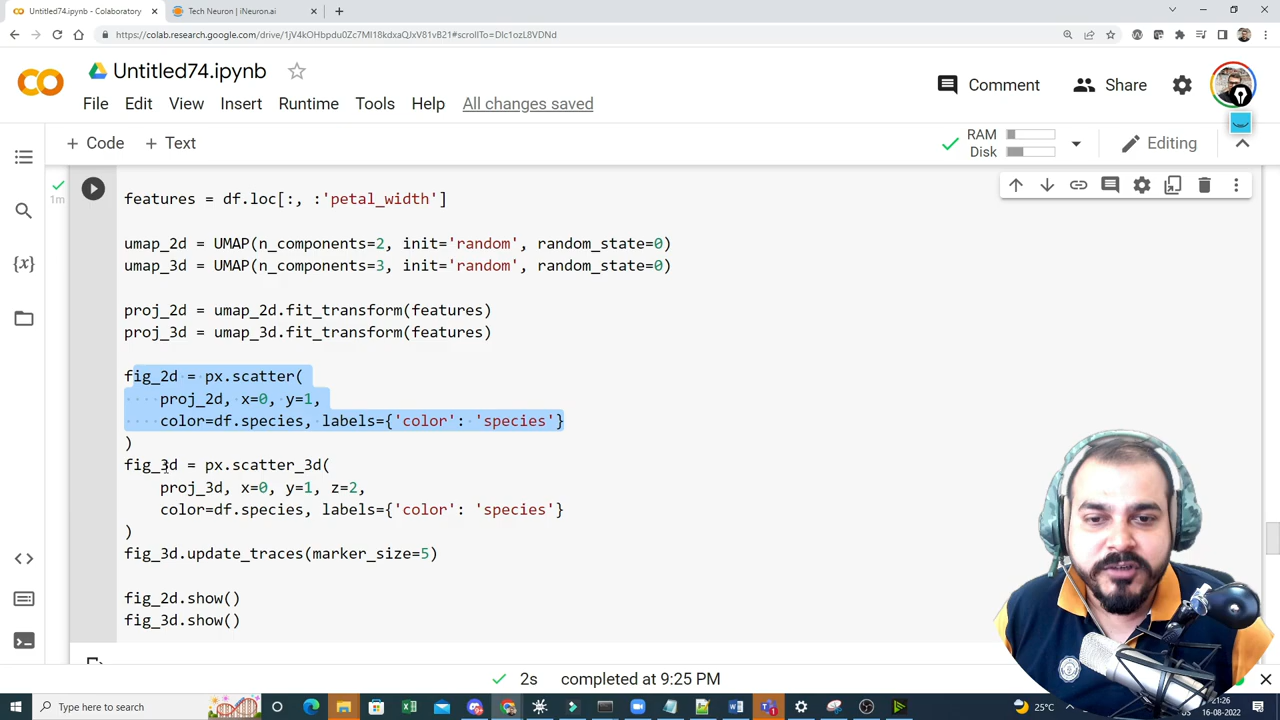 Untitled74.ipynb - Colaboratory
Tech Neuron | iNeuron.ai
https://colab.research.google.com/drive/1jV4kOHbpdu0Zc7MI18kdxaQJxV81vB21#scrollTo=DIc1ozL8VDNd
Untitled74.ipynb
Comment
Share
File Edit View Insert Runtime Tools Help All changes saved
+ Code + Text
RAM
Disk
Editing
1m
features = df.loc[:, :'petal_width']
umap_2d = UMAP(n_components=2, init='random', random_state=0)
umap_3d = UMAP(n_components=3, init='random', random_state=0)
proj_2d = umap_2d.fit_transform(features)
proj_3d = umap_3d.fit_transform(features)
fig_2d = px.scatter(
proj_2d, x=0, y=1,
color=df.species, labels={'color': 'species'}
)
fig_3d = px.scatter_3d(
proj_3d, x=0, y=1, z=2,
color=df.species, labels={'color': 'species'}
)
fig_3d.update_traces(marker_size=5)
fig_2d.show()
fig_3d.show()
2s completed at 9:25 PM
Type here to search
25°C
21:26
16-08-2022